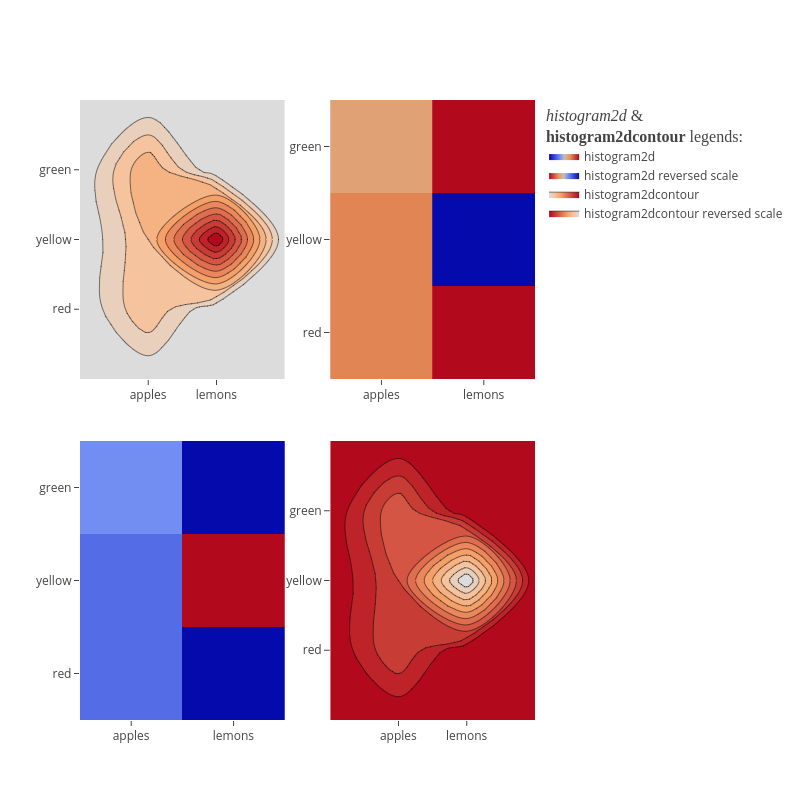 green
yellow
red
apples lemons
green
yellow
red
apples lemons
histogram2d &
histogram2dcontour legends:
histogram2d
histogram2d reversed scale
histogram2dcontour
histogram2dcontour reversed scale
green
yellow
red
apples lemons
green
yellow
red
apples lemons